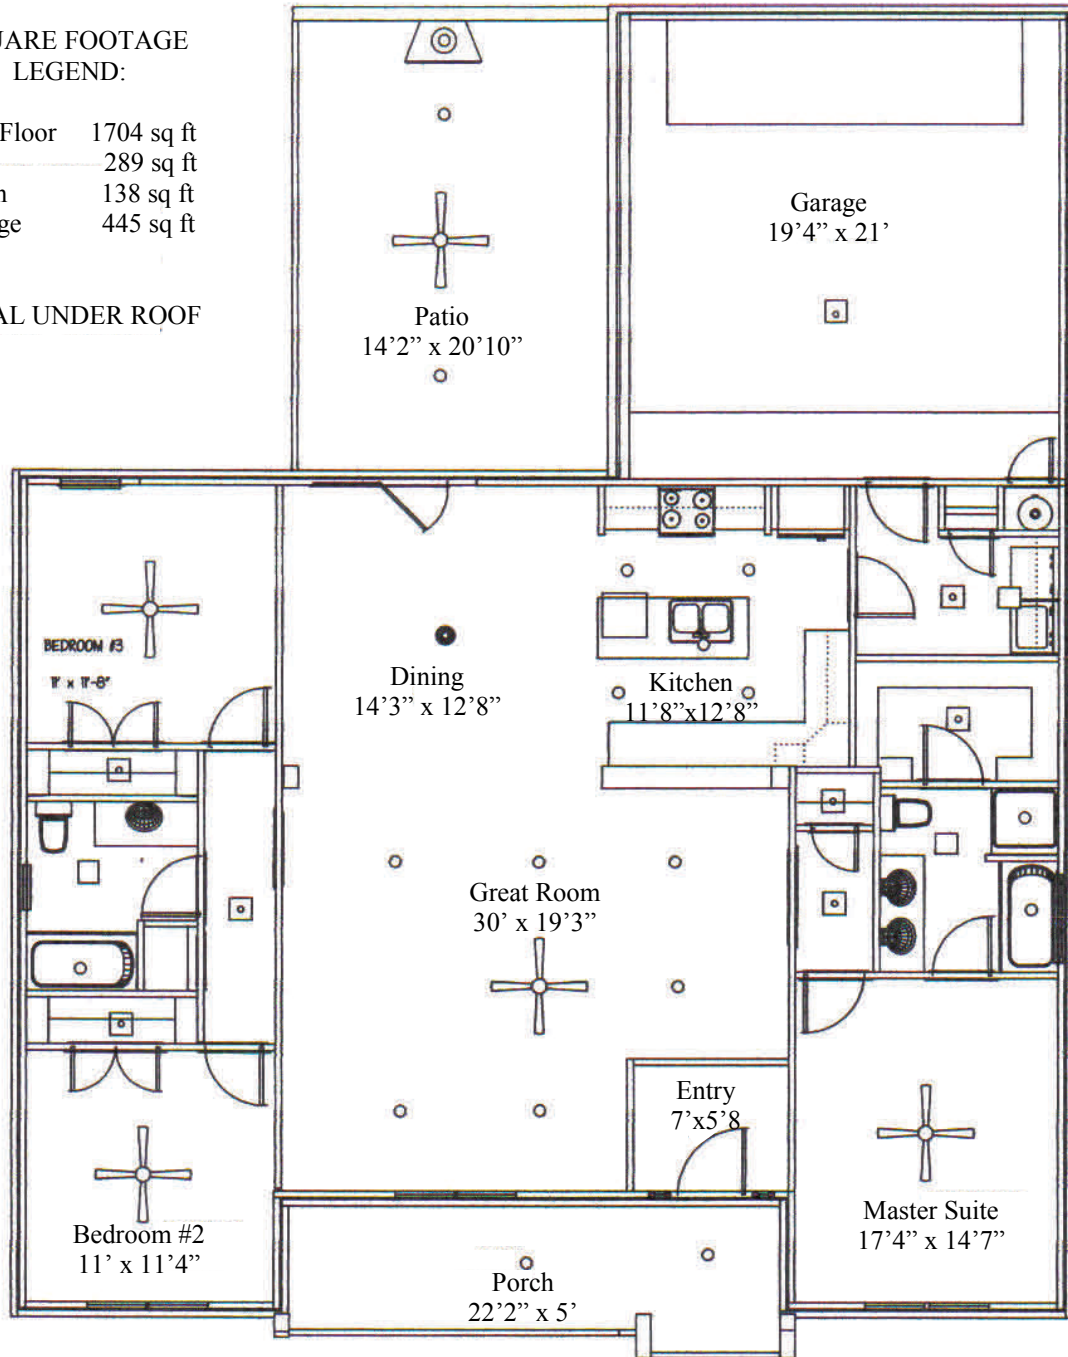 UARE FOOTAGE
LEGEND:
Floor 1704 sq ft
289 sq ft
n 138 sq ft
ge 445 sq ft
AL UNDER ROOF
Garage
19’4” x 21’
Patio
14’2” x 20’10”
BEDROOM #3
11' x 11'-8"
Dining
14’3” x 12’8”
Kitchen
11’8”x12’8”
Great Room
30’ x 19’3”
Entry
7’x5’8
Bedroom #2
11’ x 11’4”
Master Suite
17’4” x 14’7”
Porch
22’2” x 5’